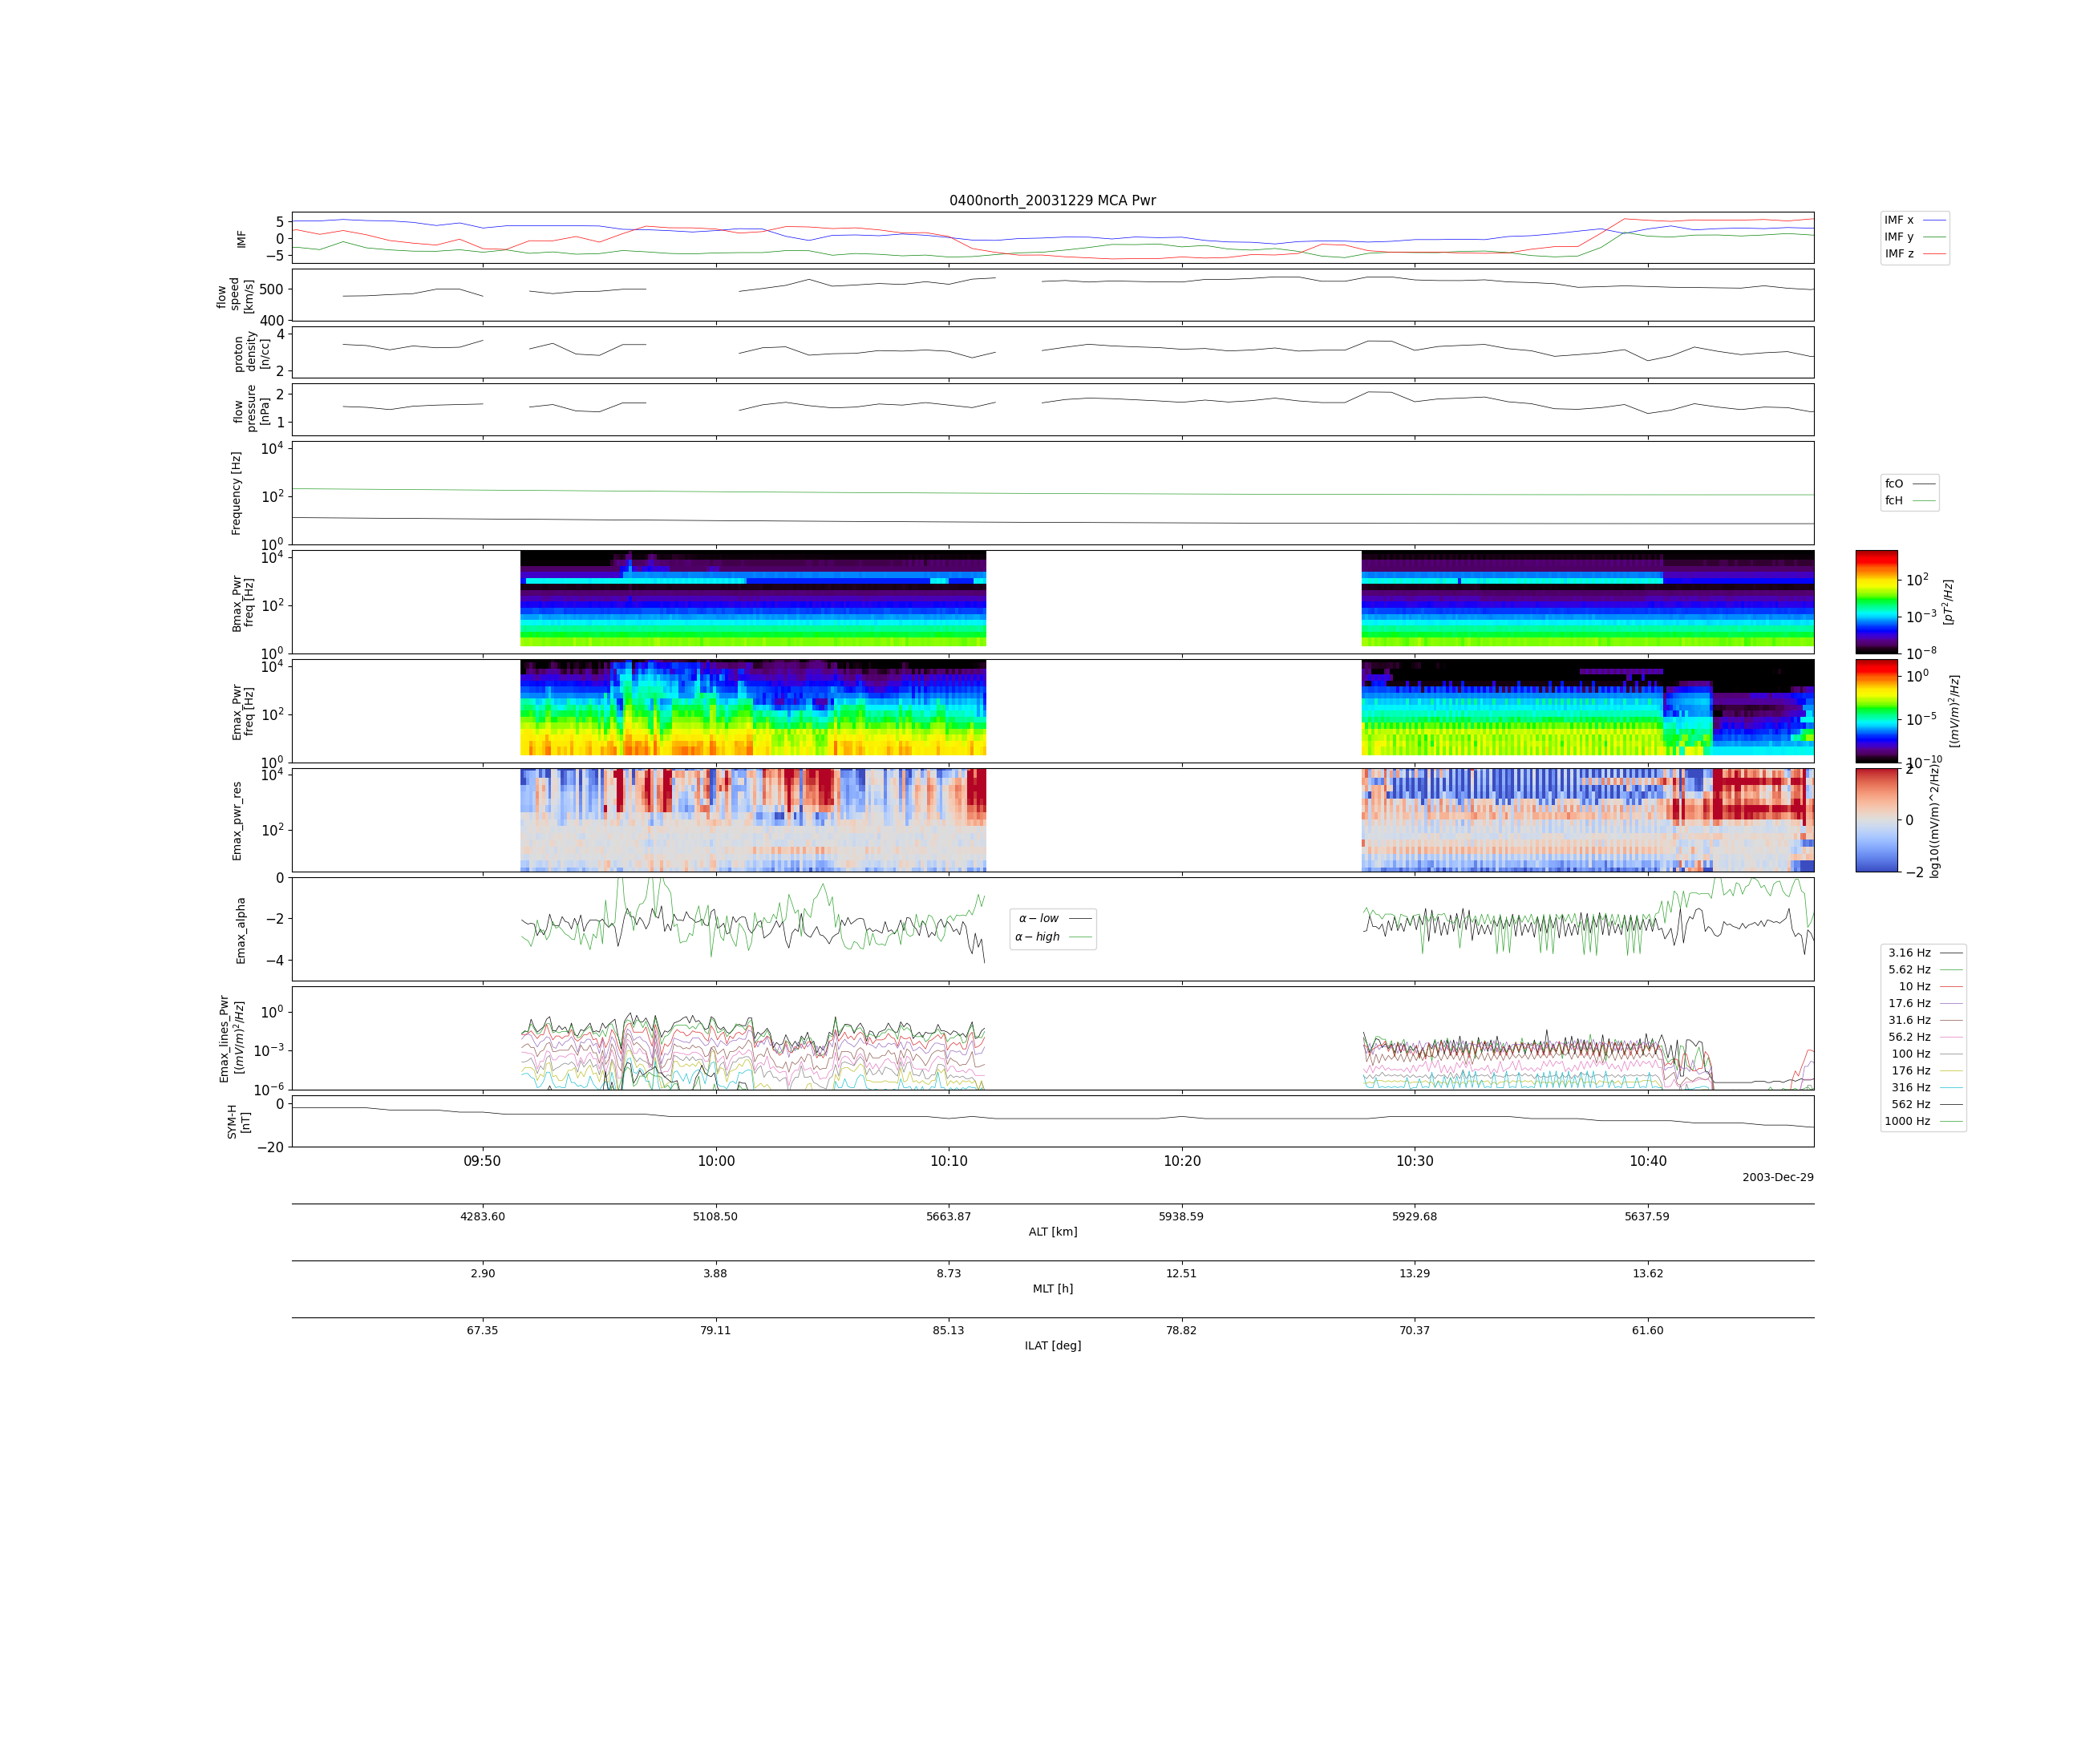 0400north_20031229 MCA Pwr
IMF
5
0
−5
IMF x
IMF y
IMF z
flow
speed
[km/s]
500
400
proton
density
[n/cc]
4
2
flow
pressure
[nPa]
2
1
Frequency [Hz]
10^4
10^2
10^0
fcO
fcH
Bmax_Pwr
freq [Hz]
10^4
10^2
10^0
10^2
10^−3
10^−8
[pT^2/Hz]
Emax_Pwr
freq [Hz]
10^4
10^2
10^0
10^0
10^−5
10^−10
[(mV/m)^2/Hz]
Emax_pwr_res
10^4
10^2
2
0
−2
log10((mV/m)^2/Hz)
Emax_alpha
0
−2
−4
α − low
α − high
Emax_lines_Pwr
[(mV/m)^2/Hz]
10^0
10^−3
10^−6
3.16 Hz
5.62 Hz
10 Hz
17.6 Hz
31.6 Hz
56.2 Hz
100 Hz
176 Hz
316 Hz
562 Hz
1000 Hz
SYM-H
[nT]
0
−20
09:50 10:00 10:10 10:20 10:30 10:40
2003-Dec-29
4283.60 5108.50 5663.87 5938.59 5929.68 5637.59
ALT [km]
2.90 3.88 8.73 12.51 13.29 13.62
MLT [h]
67.35 79.11 85.13 78.82 70.37 61.60
ILAT [deg]